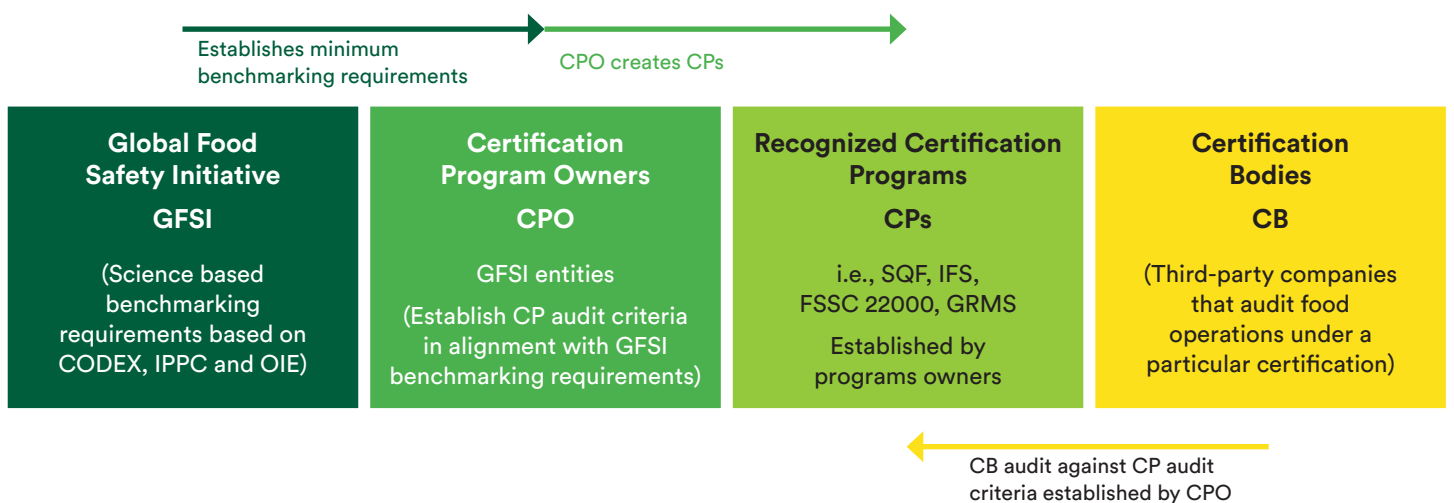 Establishes minimum
benchmarking requirements
CPO creates CPs
Global Food
Safety Initiative
GFSI
(Science based
benchmarking
requirements based on
CODEX, IPPC and OIE)
Certification
Program Owners
CPO
GFSI entities
(Establish CP audit criteria
in alignment with GFSI
benchmarking requirements)
Recognized Certification
Programs
CPs
i.e., SQF, IFS,
FSSC 22000, GRMS
Established by
programs owners
Certification
Bodies
CB
(Third-party companies
that audit food
operations under a
particular certification)
CB audit against CP audit
criteria established by CPO